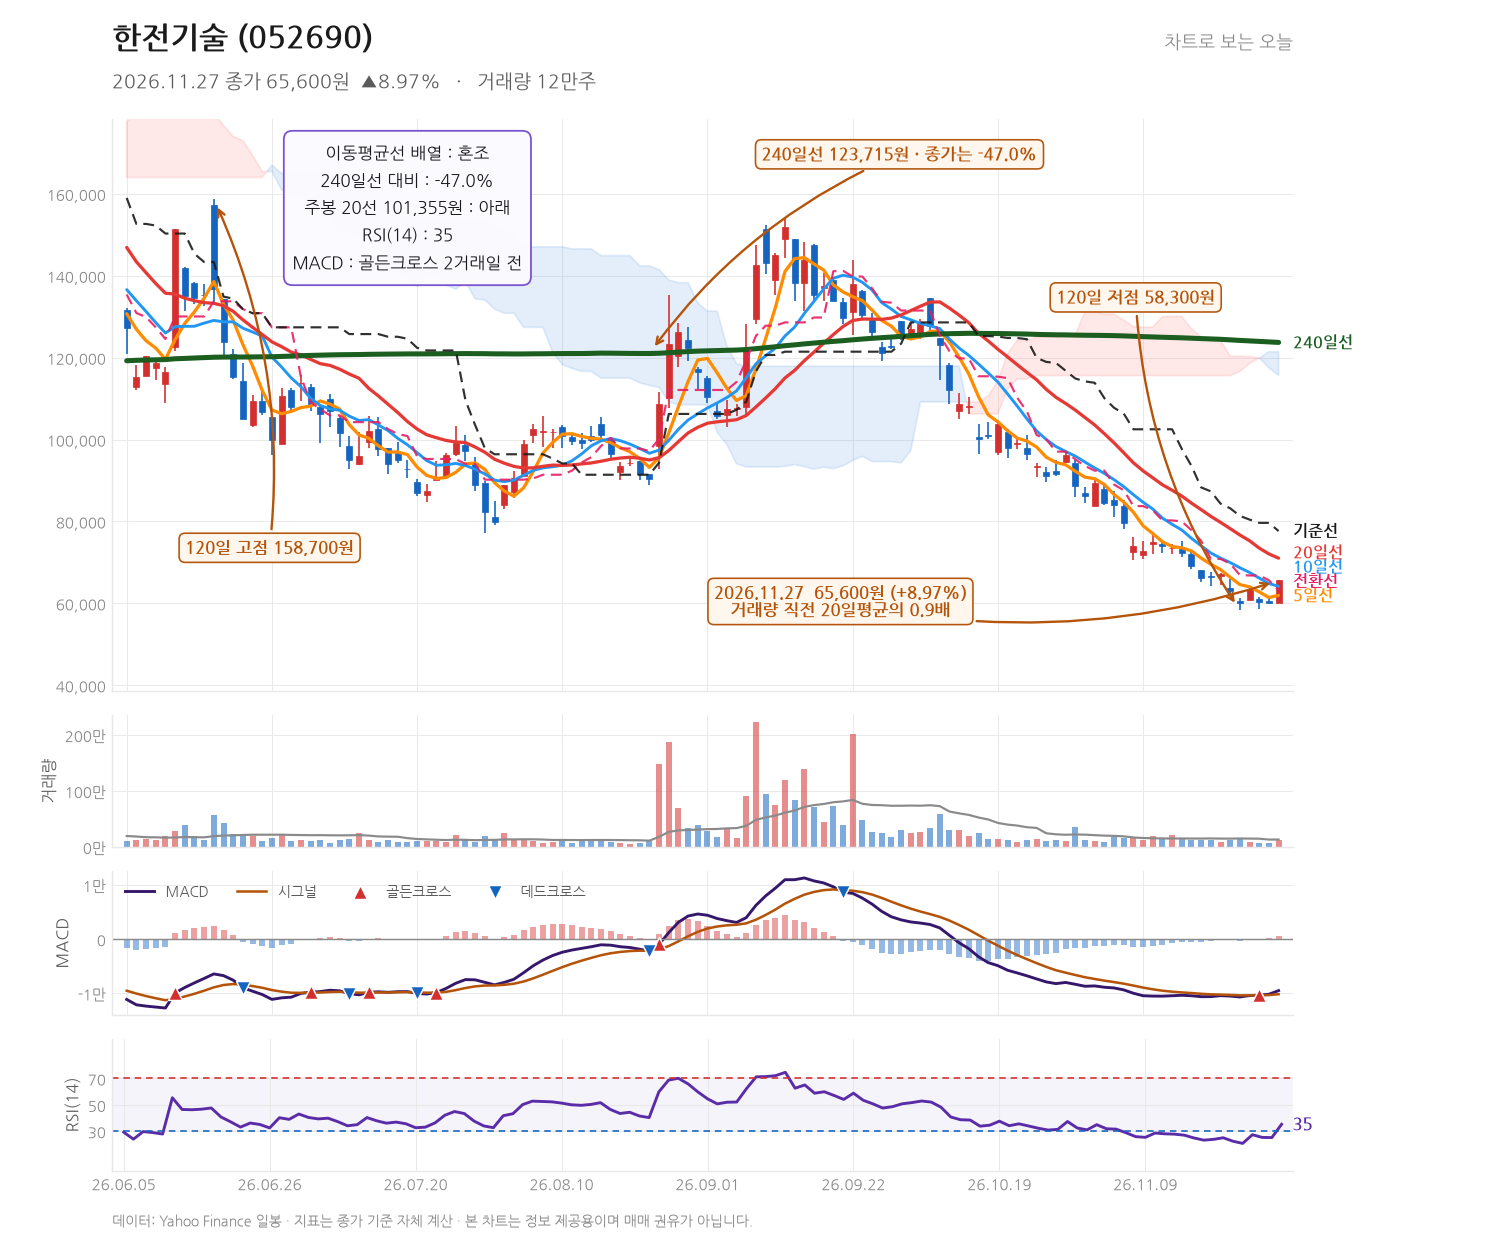 한전기술 (052690)
차트로 보는 오늘
2026.11.27 종가 65,600원 ▲8.97% · 거래량 12만주
이동평균선 배열 : 혼조
240일선 대비 : -47.0%
주봉 20선 101,355원 : 아래
RSI(14) : 35
MACD : 골든크로스 2거래일 전
240일선 123,715원 · 종가는 -47.0%
120일 저점 58,300원
120일 고점 158,700원
2026.11.27 65,600원 (+8.97%)
거래량 직전 20일평균의 0.9배
160,000
140,000
120,000
100,000
80,000
60,000
40,000
240일선
기준선
20일선
10일선
전환선
5일선
거래량
200만
100만
0만
MACD
1만
0
-1만
MACD
시그널
골든크로스
데드크로스
RSI(14)
70
50
30
35
26.06.05
26.06.26
26.07.20
26.08.10
26.09.01
26.09.22
26.10.19
26.11.09
데이터: Yahoo Finance 일봉 · 지표는 종가 기준 자체 계산 · 본 차트는 정보 제공용이며 매매 권유가 아닙니다.